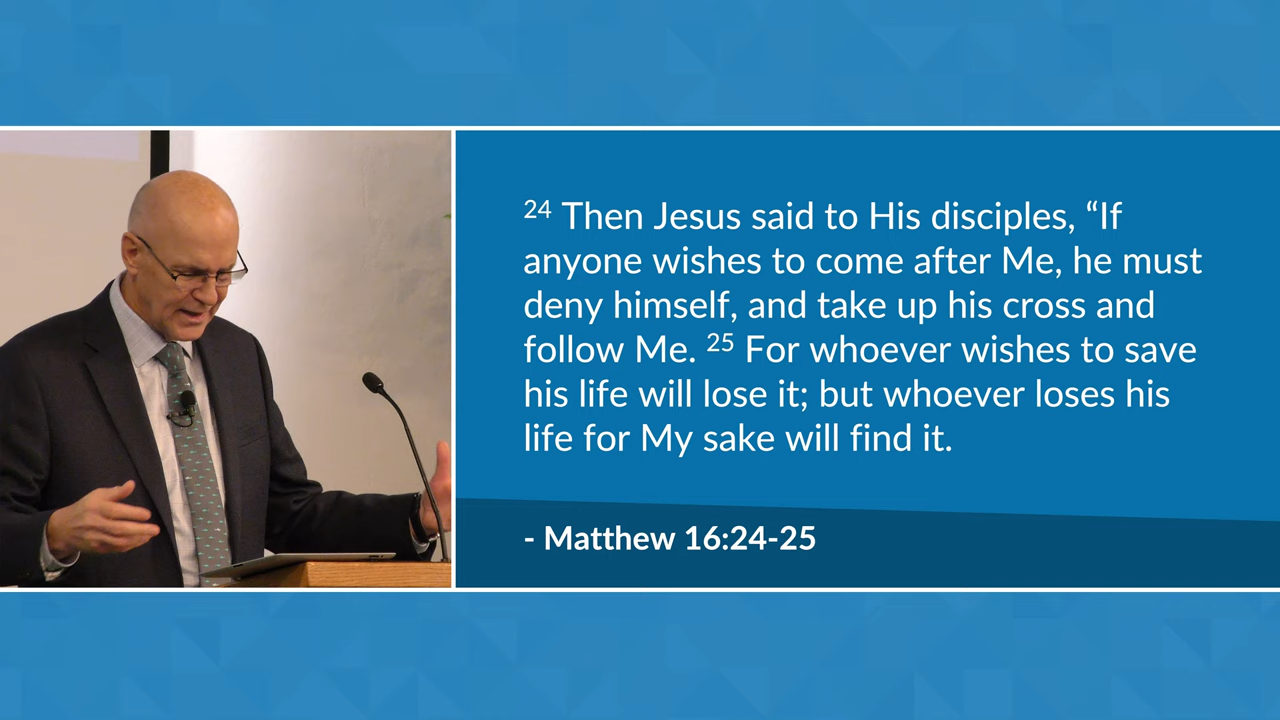 24 Then Jesus said to His disciples, “If
anyone wishes to come after Me, he must
deny himself, and take up his cross and
follow Me. 25 For whoever wishes to save
his life will lose it; but whoever loses his
life for My sake will find it.
- Matthew 16:24-25